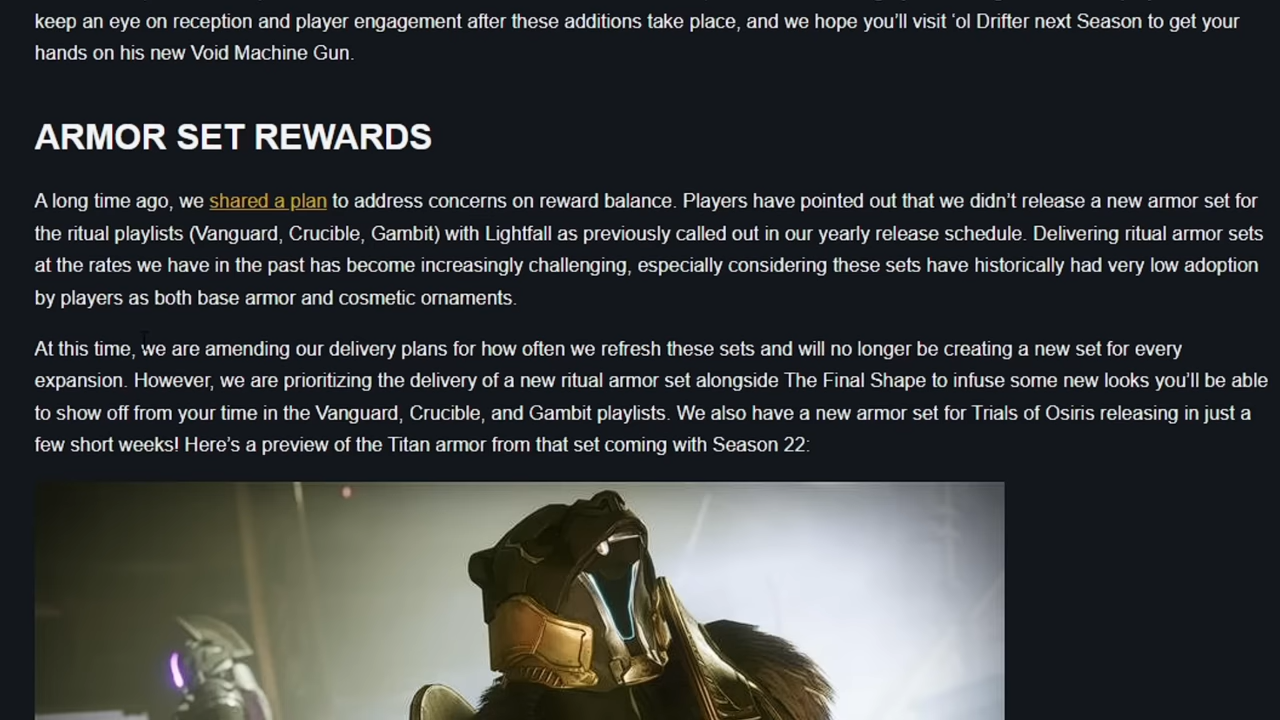 keep an eye on reception and player engagement after these additions take place, and we hope you’ll visit ‘ol Drifter next Season to get your
hands on his new Void Machine Gun.
ARMOR SET REWARDS
A long time ago, we shared a plan to address concerns on reward balance. Players have pointed out that we didn’t release a new armor set for
the ritual playlists (Vanguard, Crucible, Gambit) with Lightfall as previously called out in our yearly release schedule. Delivering ritual armor sets
at the rates we have in the past has become increasingly challenging, especially considering these sets have historically had very low adoption
by players as both base armor and cosmetic ornaments.
At this time, we are amending our delivery plans for how often we refresh these sets and will no longer be creating a new set for every
expansion. However, we are prioritizing the delivery of a new ritual armor set alongside The Final Shape to infuse some new looks you’ll be able
to show off from your time in the Vanguard, Crucible, and Gambit playlists. We also have a new armor set for Trials of Osiris releasing in just a
few short weeks! Here’s a preview of the Titan armor from that set coming with Season 22: